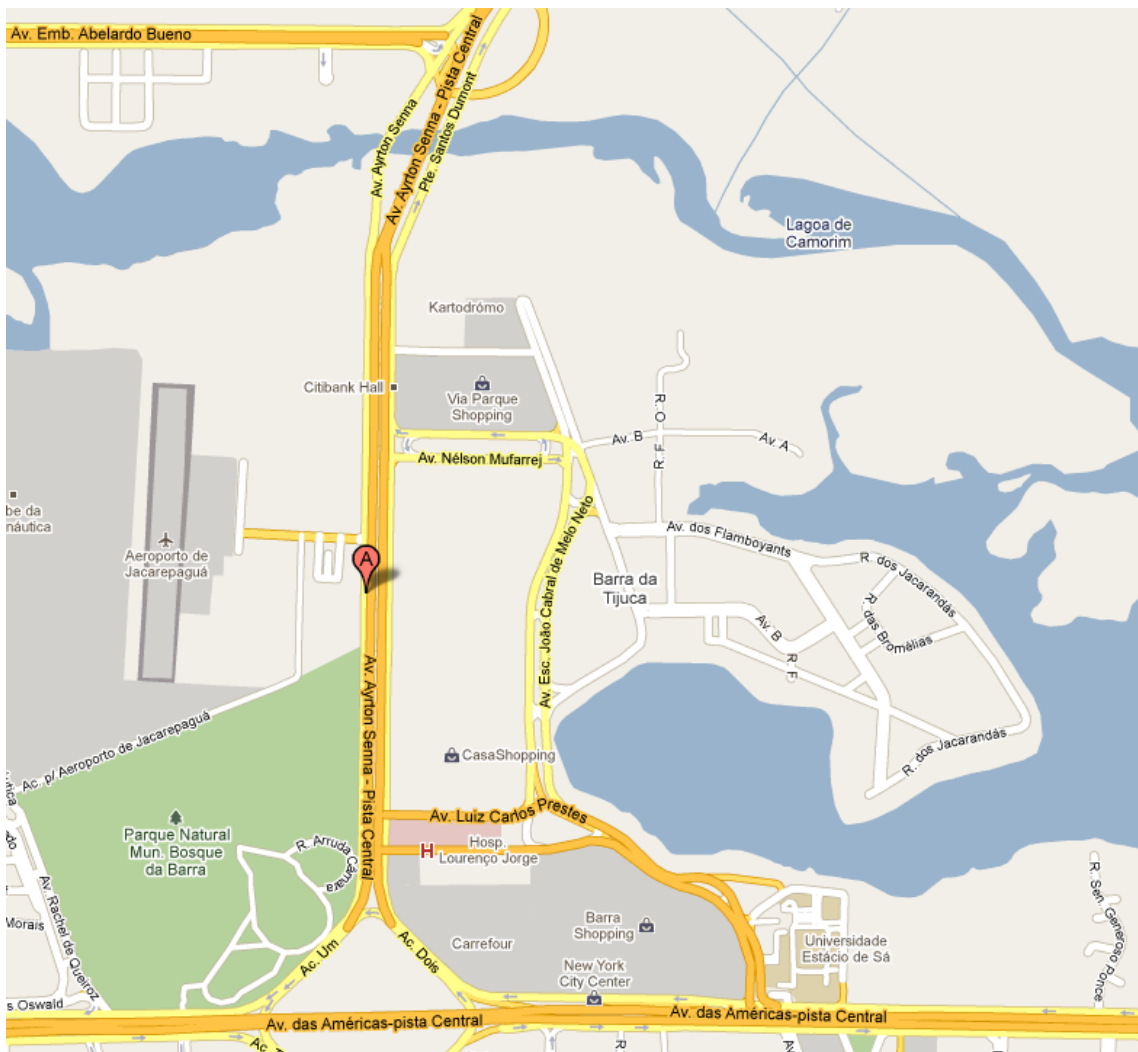 Av. Emb. Abelardo Bueno
Av. Ayrton Senna
Av. Ayrton Senna - Pista Central
Pte. Santos Dumont
Lagoa de
Camorim
Kartodrómo
Citibank Hall
Via Parque
Shopping
R. O
R F
Av. B
Av. A
Av. Nélson Mufarrej
be da
náutica
Aeroporto de
Jacarepaguá
A
Av. Esc. João Cabral de Melo Neto
Av. dos Flamboyants
Barra da
Tijuca
R. dos Jacarandás
R. das Bromélias
Av. B
R. F
R. dos Jacarandás
Av. Ayrton Senna - Pista Central
Ac. p/ Aeroporto de Jacarepaguá
CasaShopping
Av. Luiz Carlos Prestes
H
Hosp.
Lourenço Jorge
Parque Natural
Mun. Bosque
da Barra
R. Arruda
Câmara
Av. Rachel de Queiroz
Morais
Ac. Um
Ac. Dois
Carrefour
Barra
Shopping
New York
City Center
Universidade
Estácio de Sá
R. Sen. Generoso Ponce
s Oswald
Av. das Américas-pista Central
Av. das Américas-pista Central
Ac.
R
Av